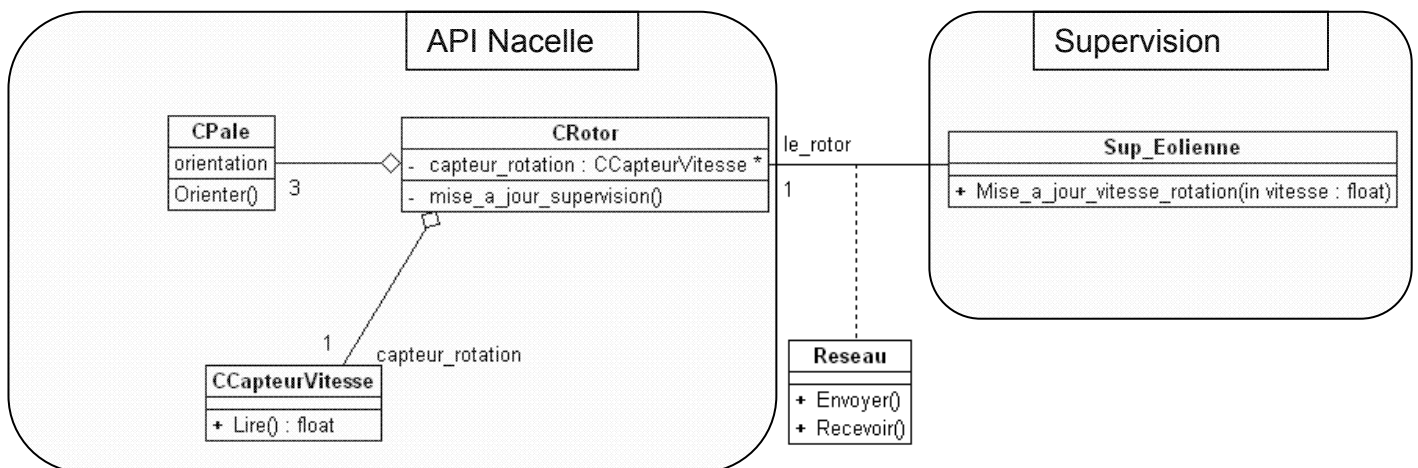 API Nacelle
Supervision
CPale
orientation
Orienter()
3
CRotor
- capteur_rotation : CCapteurVitesse *
- mise_a_jour_supervision()
le_rotor
1
Sup_Eolienne
+ Mise_a_jour_vitesse_rotation(in vitesse : float)
1
capteur_rotation
CCapteurVitesse
+ Lire() : float
Reseau
+ Envoyer()
+ Recevoir()